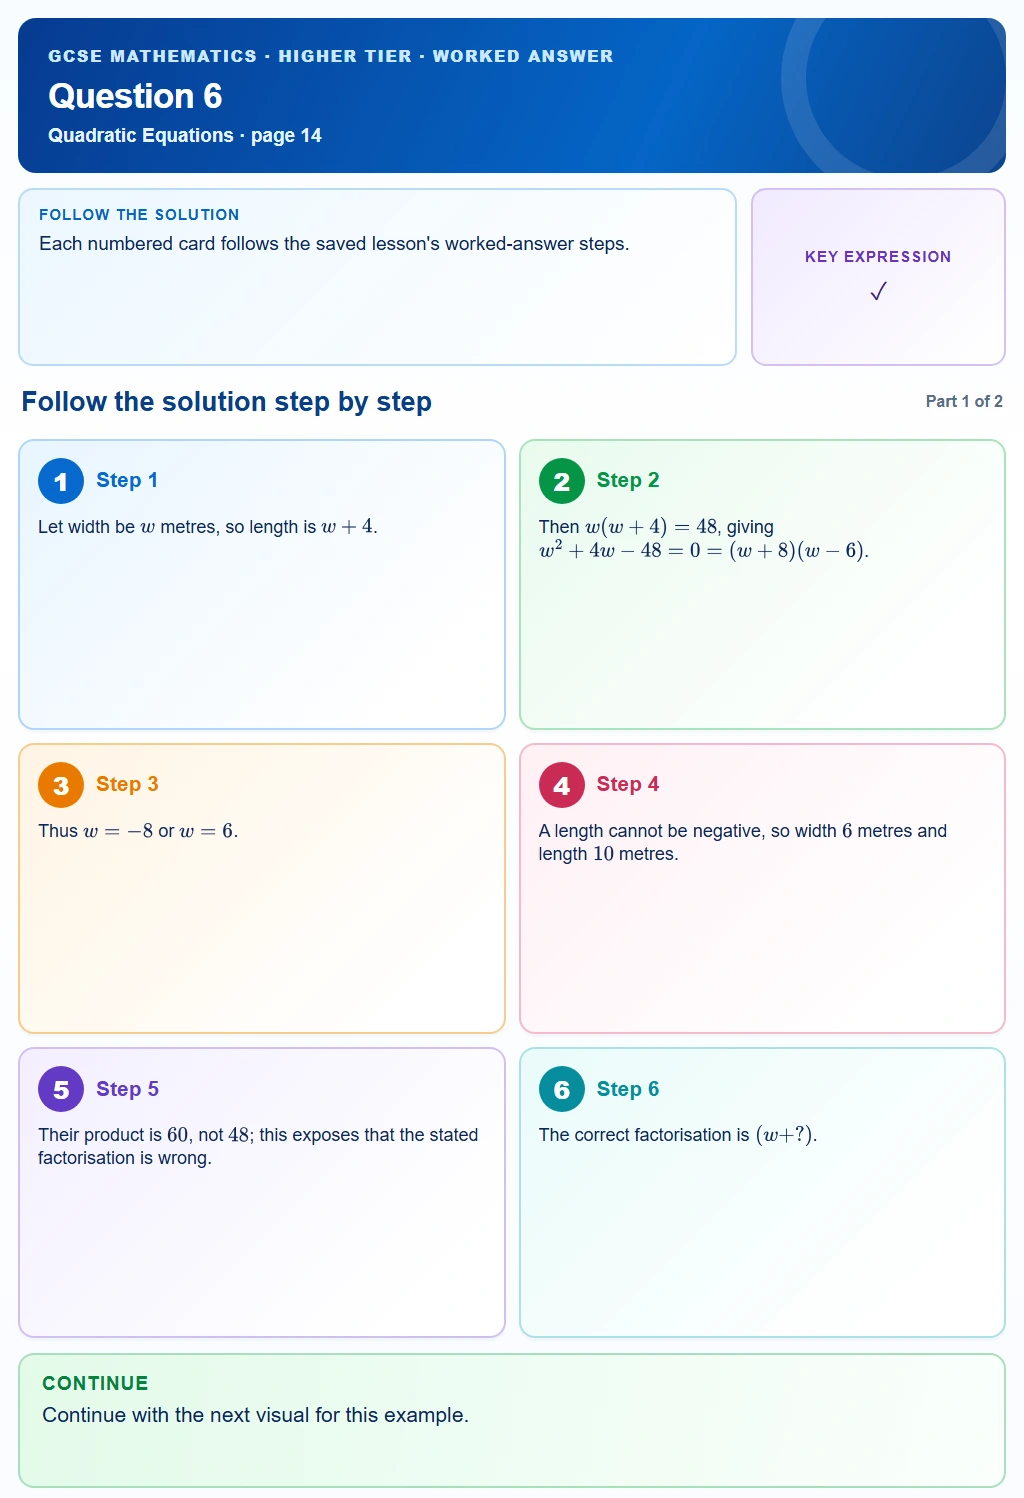 GCSE MATHEMATICS · HIGHER TIER · WORKED ANSWER
Question 6
Quadratic Equations · page 14
FOLLOW THE SOLUTION
Each numbered card follows the saved lesson's worked-answer steps.
KEY EXPRESSION
✓
Follow the solution step by step
Part 1 of 2
1 Step 1
Let width be w metres, so length is w + 4.
2 Step 2
Then w(w + 4) = 48, giving
w² + 4w − 48 = 0 = (w + 8)(w − 6).
3 Step 3
Thus w = −8 or w = 6.
4 Step 4
A length cannot be negative, so width 6 metres and
length 10 metres.
5 Step 5
Their product is 60, not 48; this exposes that the stated
factorisation is wrong.
6 Step 6
The correct factorisation is (w+?).
CONTINUE
Continue with the next visual for this example.